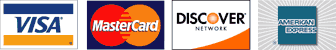 VISA
MasterCard
DISCOVER
NETWORK
AMERICAN
EXPRESS